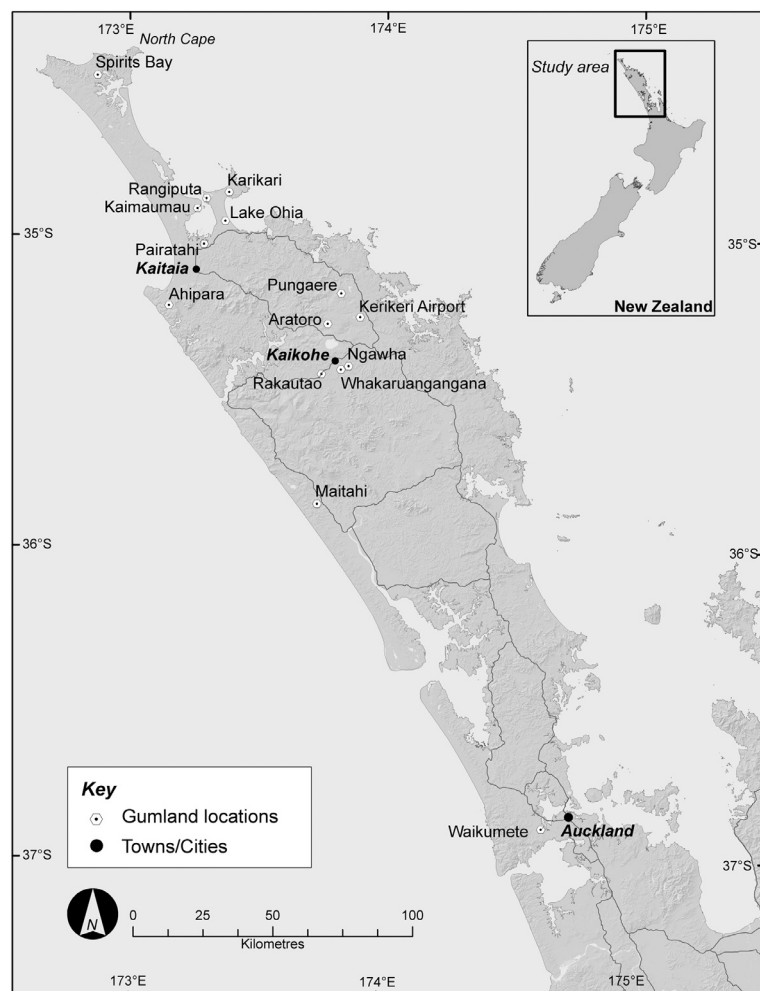 173°E
174°E
175°E
North Cape
Spirits Bay
Study area
New Zealand
Karikari
Rangiputa
Kaimaumau
Lake Ohia
35°S
35°S
Pairatahi
Kaitaia
Ahipara
Pungaere
Kerikeri Airport
Aratoro
Kaikohe
Ngawha
Rakautao
Whakaruangangana
Maitahi
36°S
36°S
Key
Gumland locations
Towns/Cities
Waikumete
Auckland
37°S
37°S
N
0 25 50 100
Kilometres
173°E
174°E
175°E